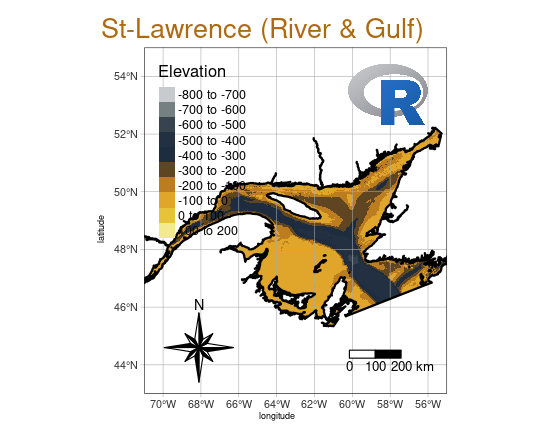 St-Lawrence (River & Gulf)
Elevation
-800 to -700
-700 to -600
-600 to -500
-500 to -400
-400 to -300
-300 to -200
-200 to -100
-100 to 0
0 to 100
100 to 200
54°N
52°N
50°N
48°N
46°N
44°N
latitude
R
N
0 100 200 km
70°W 68°W 66°W 64°W 62°W 60°W 58°W 56°W
longitude